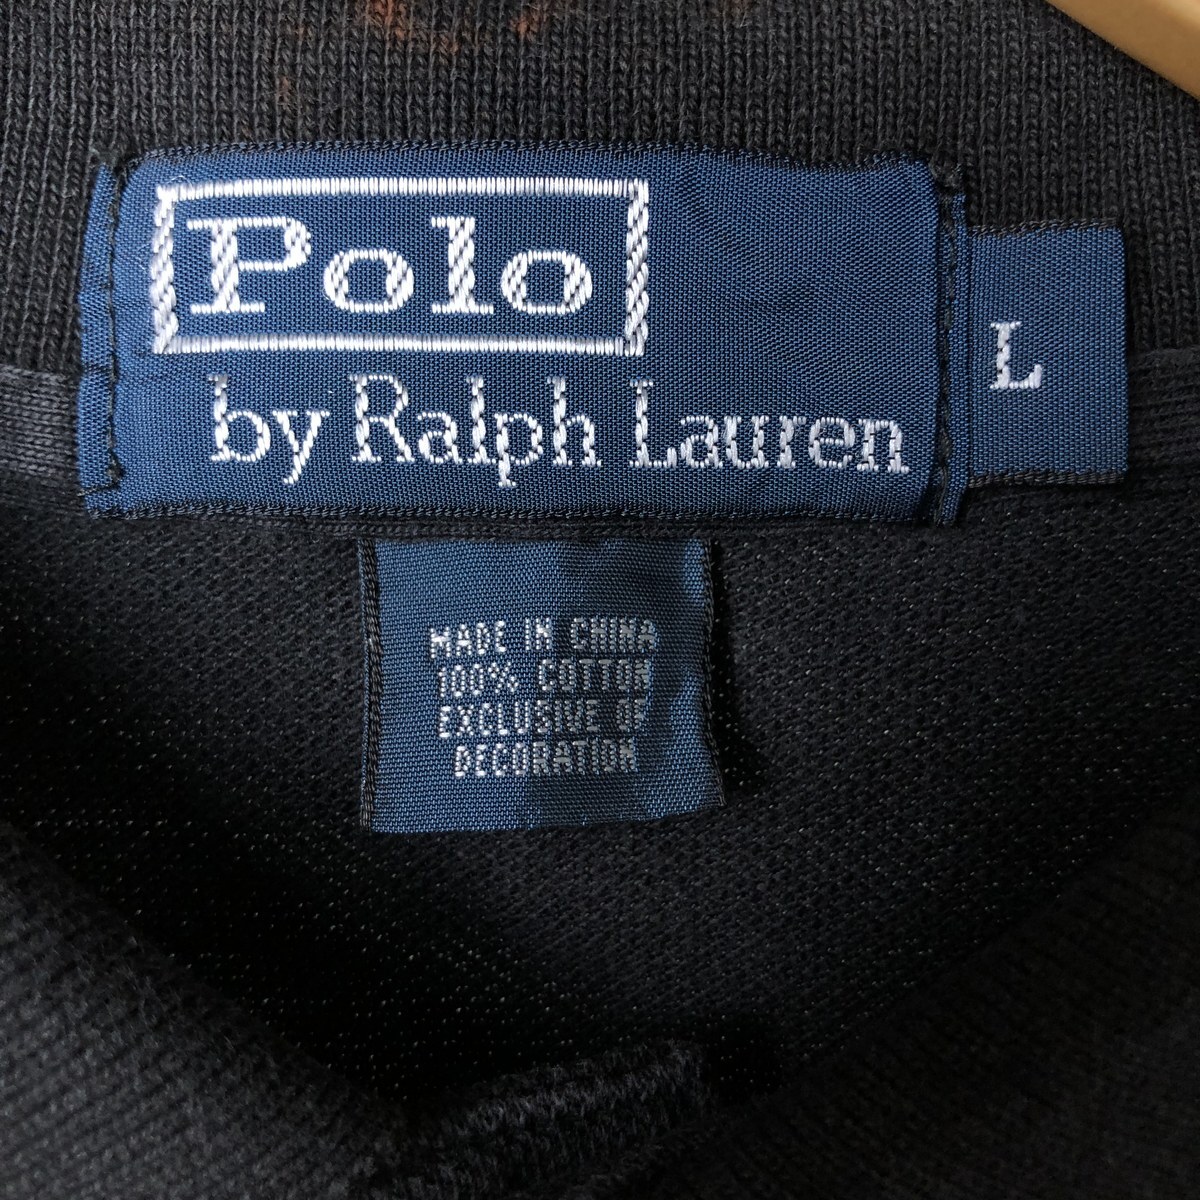 Polo
by Ralph Lauren
L
MADE IN CHINA
100% COTTON
EXCLUSIVE OF
DECORATION